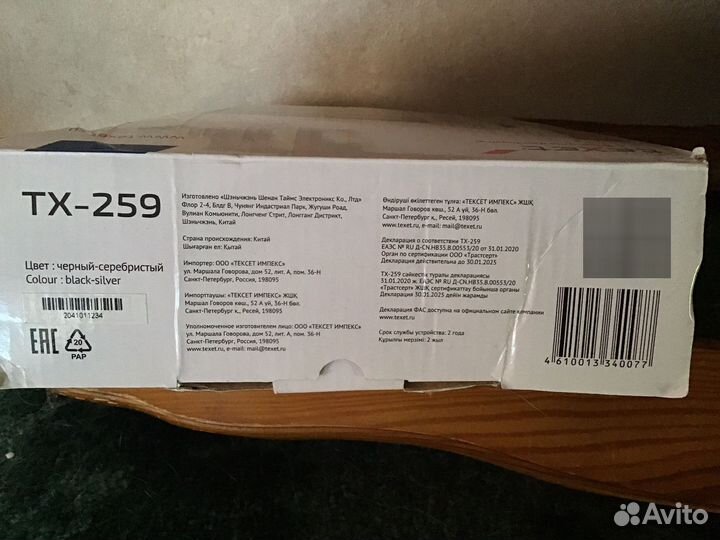 TX-259
Цвет : черный-серебристый
Colour : black-silver
2041011234
EAC
20
PAP
Изготовлено «Шэньчжэнь Шенан Таймс Электроникс Ко., Лтд»
Флор 2-4, Блдг B, Чуянг Индастриал Парк, Жугуши Роад,
Вулиан Комьюнити, Лонгченг Стрит, Лонгганг Дистрикт,
Шэньчжэнь, Китай
Страна происхождения: Китай
Шығарған ел: Қытай
Импортер: ООО «ТЕКСЕТ ИМПЕКС»
ул. Маршала Говорова, дом 52, лит. А, пом. 36-Н
Санкт-Петербург, Россия, 198095
Импорттаушы: «ТЕКСЕТ ИМПЕКС» ЖШҚ
Маршал Говоров көш., 52 А үй, 36-Н бөл.
Санкт-Петербург қ., Ресей, 198095
Уполномоченное изготовителем лицо: ООО «ТЕКСЕТ ИМПЕКС»
ул. Маршала Говорова, дом 52, лит. А, пом. 36-Н
Санкт-Петербург, Россия, 198095
www.texet.ru, e-mail: mail@texet.ru
Өндіруші өкілеттеген тұлға: «ТЕКСЕТ ИМПЕКС» ЖШҚ
Маршал Говоров көш., 52 А үй, 36-Н бөл.
Санкт-Петербург қ., Ресей, 198095
www.texet.ru, e-mail: mail@texet.ru
Декларация о соответствии TX-259
ЕАЭС № RU Д-CN.НВ35.В.00553/20 от 31.01.2020
Орган по сертификации ООО «Трастсерт»
Декларация действительна до 30.01.2025
TX-259 сәйкестік туралы декларациясы
31.01.2020 ж. ЕАЭС № RU Д-CN.НВ35.В.00553/20
«Трастсерт» ЖШҚ сертификаттау бойынша органы
Декларация 30.01.2025 дейін жарамды
Декларация ФАС доступна на официальном сайте компании
www.texet.ru
Срок службы устройства: 2 года
Құрылғы мерзімі: 2 жыл
4 610013 340077
Avito